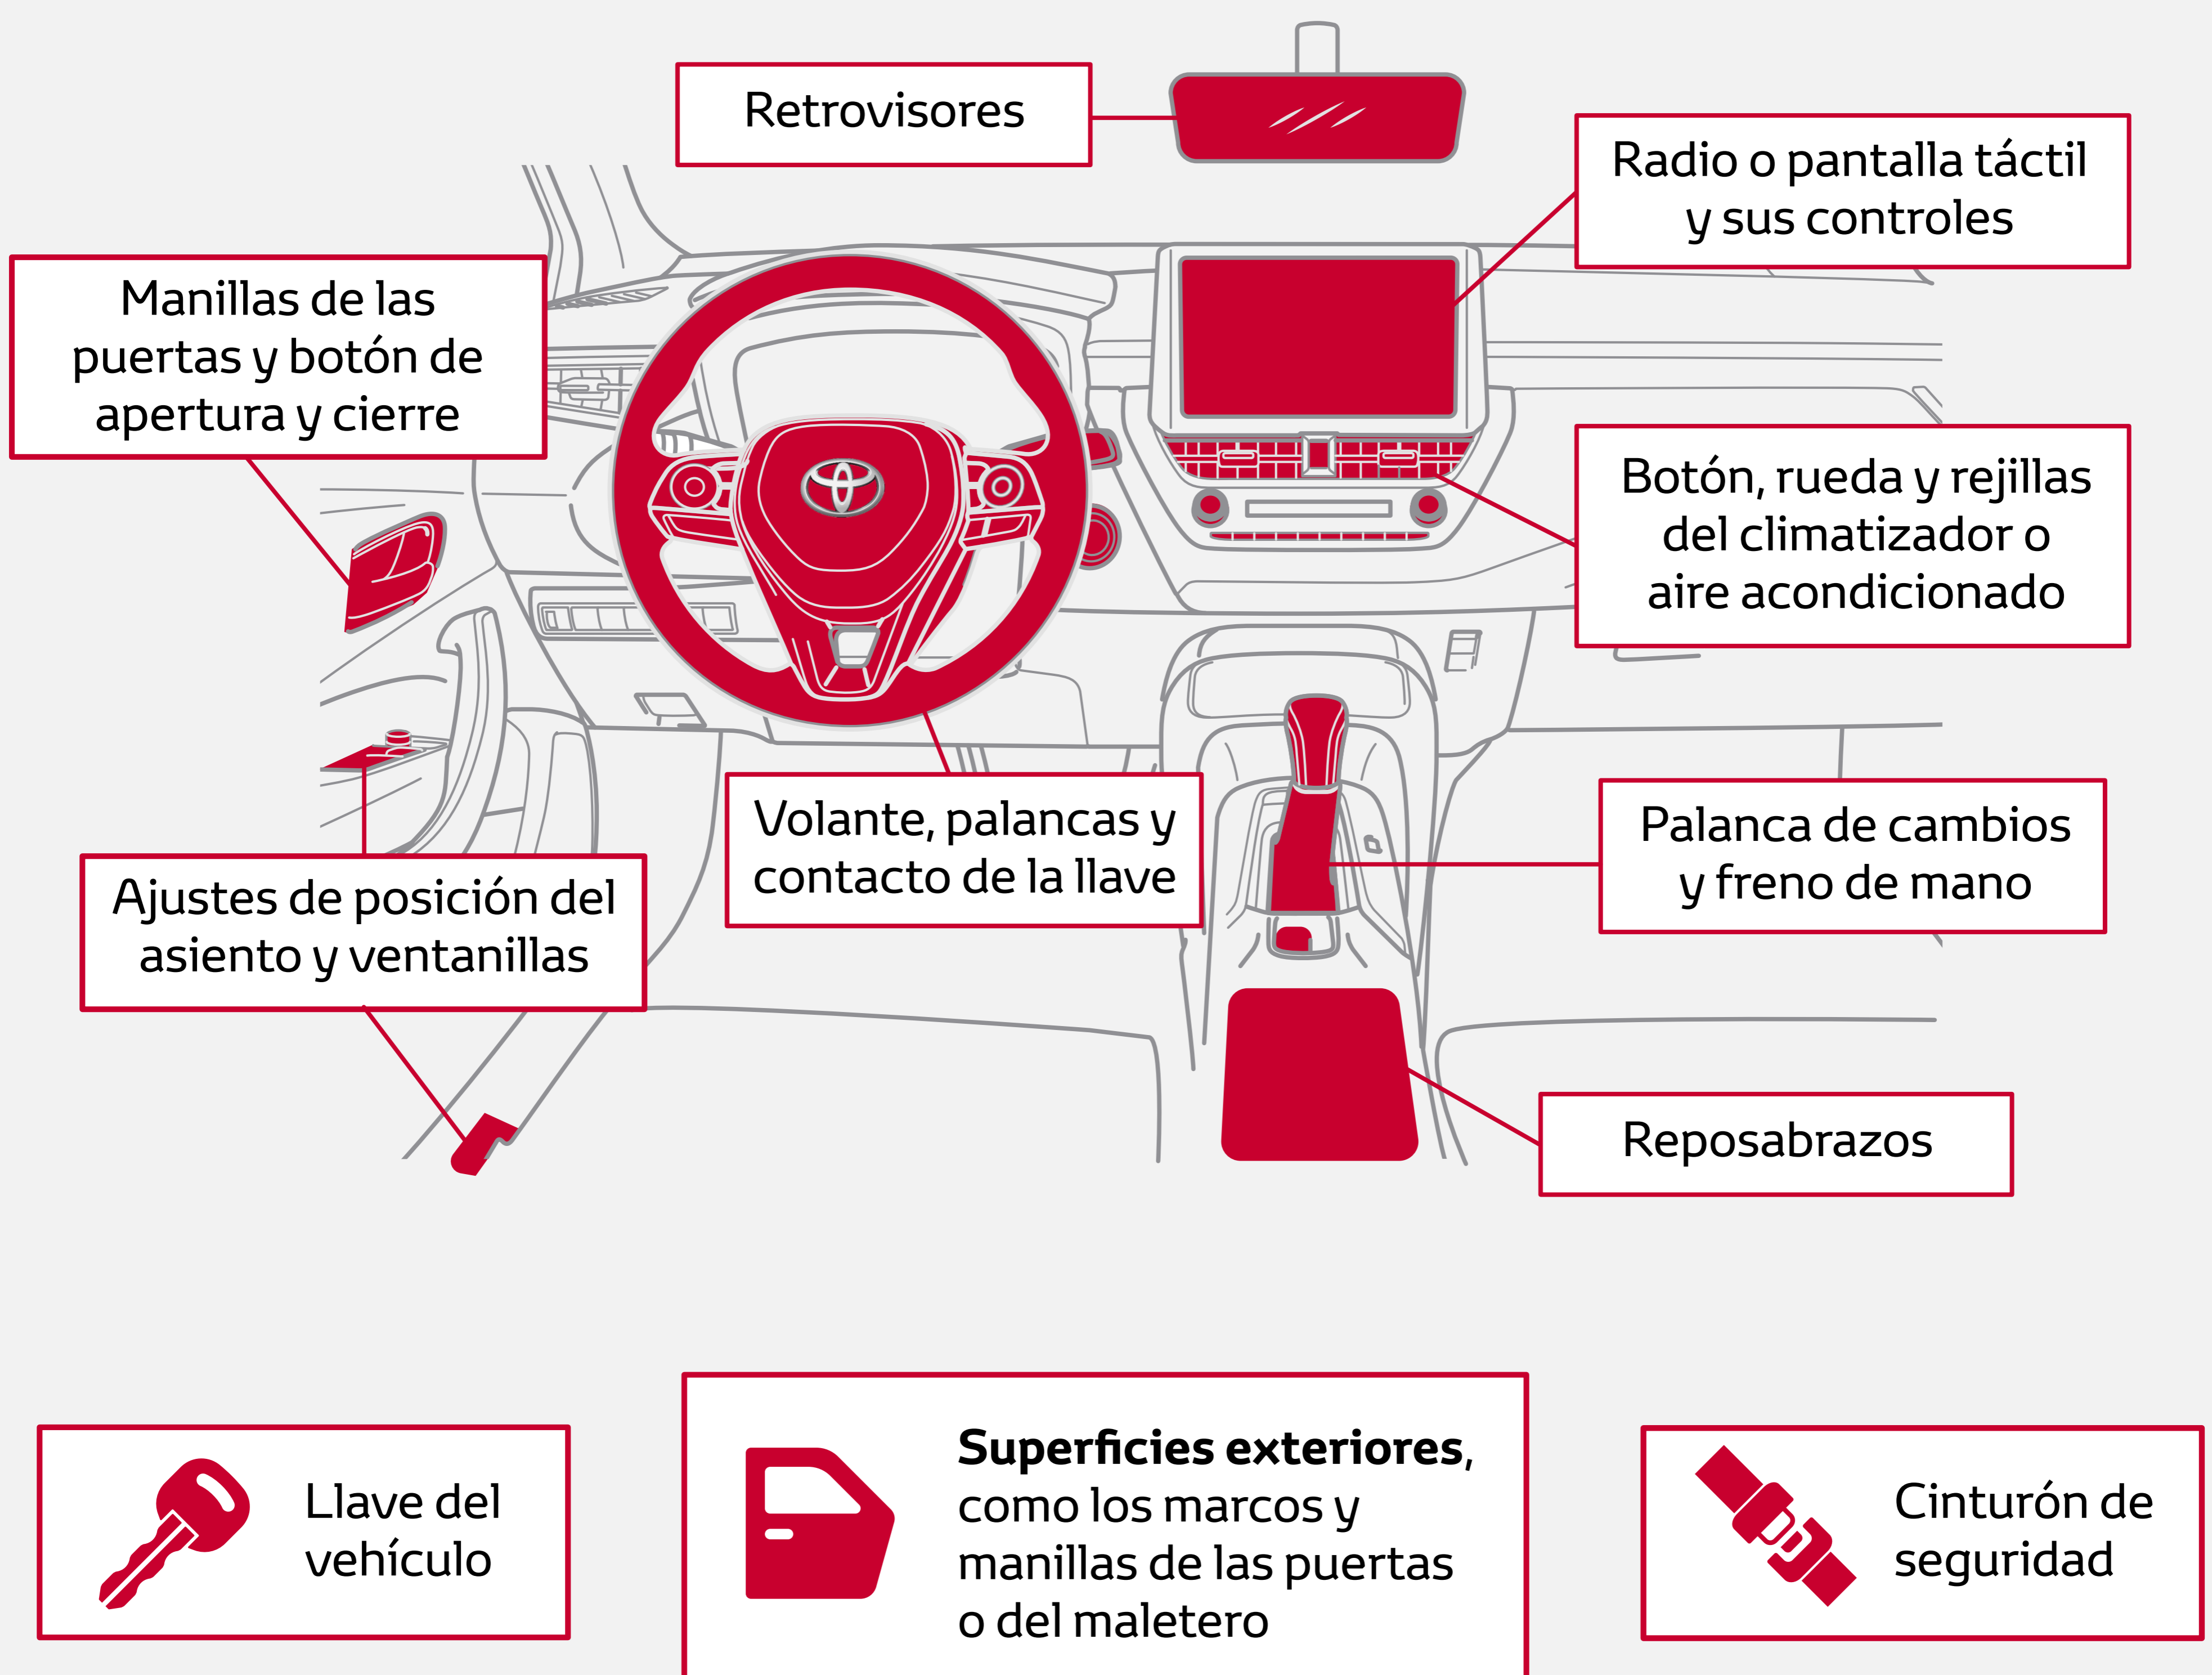 Retrovisores
Radio o pantalla táctil
y sus controles
Manillas de las
puertas y botón de
apertura y cierre
Botón, rueda y rejillas
del climatizador o
aire acondicionado
Volante, palancas y
contacto de la llave
Palanca de cambios
y freno de mano
Ajustes de posición del
asiento y ventanillas
Reposabrazos
Llave del
vehículo
Superficies exteriores,
como los marcos y
manillas de las puertas
o del maletero
Cinturón de
seguridad